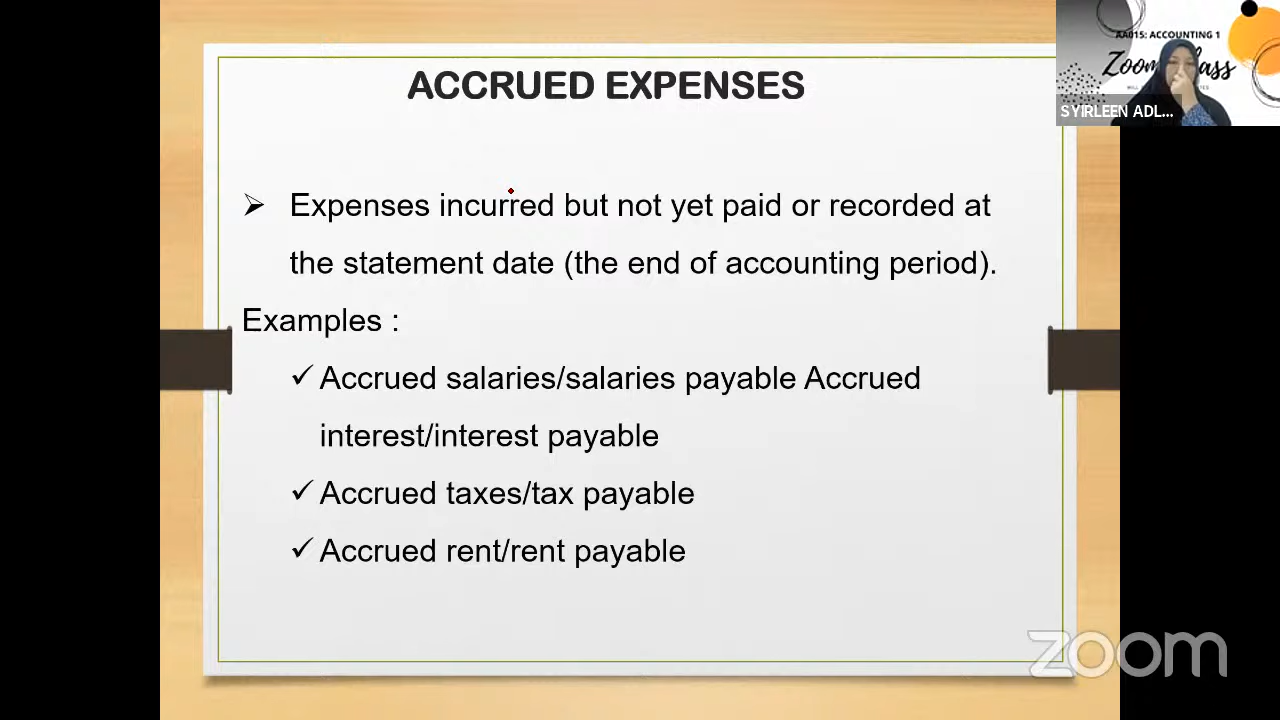 AA015: ACCOUNTING 1
SYIRLEEN ADL...
ACCRUED EXPENSES
➢ Expenses incurred but not yet paid or recorded at
the statement date (the end of accounting period).
Examples :
✓ Accrued salaries/salaries payable Accrued
interest/interest payable
✓ Accrued taxes/tax payable
✓ Accrued rent/rent payable
zoom